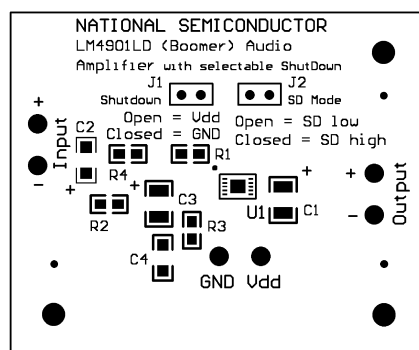 NATIONAL SEMICONDUCTOR
LM4901LD (Boomer) Audio
Amplifier with selectable ShutDown
J1
Shutdown
J2
SD Mode
Open = Vdd
Closed = GND
Open = SD low
Closed = SD high
+
Input
-
C2
+
R4
R1
R2
+
C3
R3
C4
U1
+
C1
+
Output
-
GND Vdd